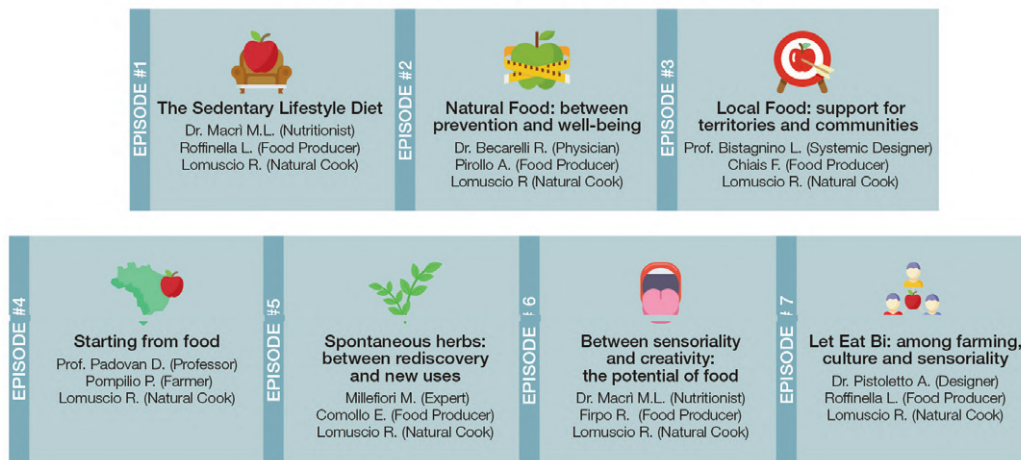 EPISODE #1
The Sedentary Lifestyle Diet
Dr. Macrì M.L. (Nutritionist)
Roffinella L. (Food Producer)
Lomuscio R. (Natural Cook)
EPISODE #2
Natural Food: between
prevention and well-being
Dr. Becarelli R. (Physician)
Pirollo A. (Food Producer)
Lomuscio R (Natural Cook)
EPISODE #3
Local Food: support for
territories and communities
Prof. Bistagnino L. (Systemic Designer)
Chiais F. (Food Producer)
Lomuscio R. (Natural Cook)
EPISODE #4
Starting from food
Prof. Padovan D. (Professor)
Pompilio P. (Farmer)
Lomuscio R. (Natural Cook)
EPISODE #5
Spontaneous herbs:
between rediscovery
and new uses
Millefiori M. (Expert)
Comollo E. (Food Producer)
Lomuscio R. (Natural Cook)
EPISODE #6
Between sensoriality
and creativity:
the potential of food
Dr. Macrì M.L. (Nutritionist)
Firpo R. (Food Producer)
Lomuscio R. (Natural Cook)
EPISODE #7
Let Eat Bi: among farming,
culture and sensoriality
Dr. Pistoletto A. (Designer)
Roffinella L. (Food Producer)
Lomuscio R. (Natural Cook)